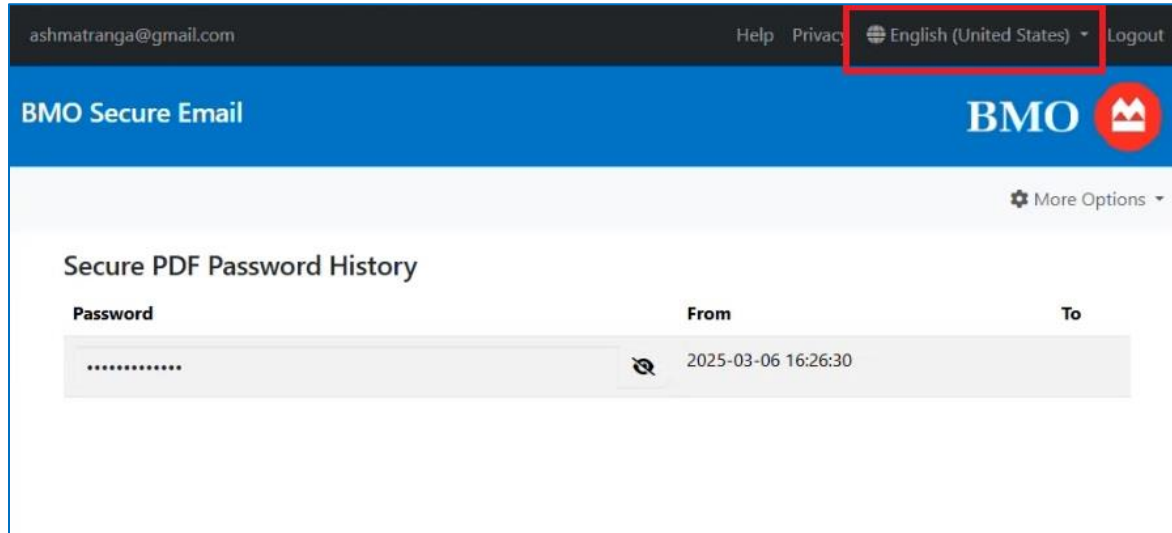 ashmatranga@gmail.com Help Privacy English (United States) Logout
BMO Secure Email BMO
More Options
Secure PDF Password History
Password From To
••••••••••••• 2025-03-06 16:26:30